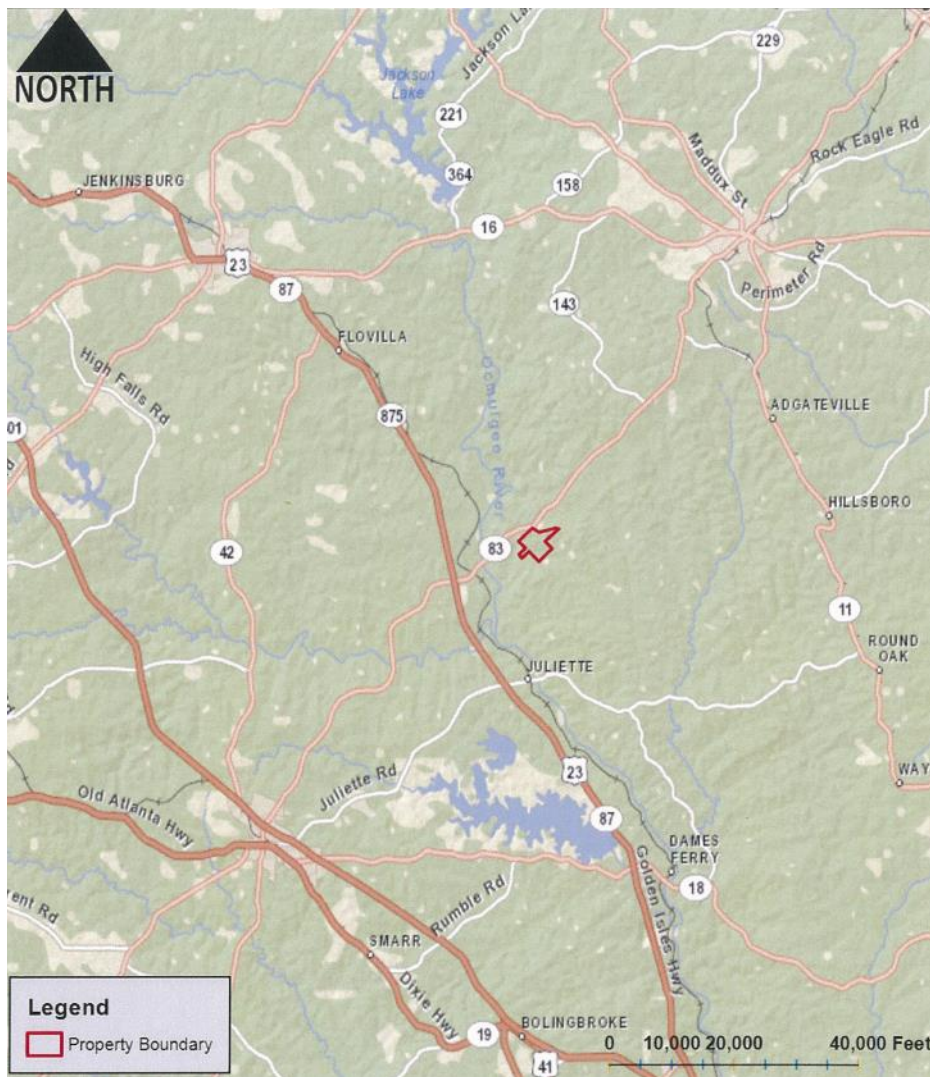 NORTH
Jackson
Lake
Jackson La
221
364
229
Maddux St
Rock Eagle Rd
158
16
JENKINSBURG
23
87
143
Perimeter Rd
FLOVILLA
High Falls Rd
875
Ocmulgee River
ADGATEVILLE
HILLSBORO
42
83
11
ROUND
OAK
JULIETTE
WAY
Juliette Rd
23
87
Old Atlanta Hwy
DAMES
FERRY
18
Golden Isles Hwy
Rumble Rd
SMARR
Dixie Hwy
19
BOLINGBROKE
41
Legend
Property Boundary
0 10,000 20,000 40,000 Feet